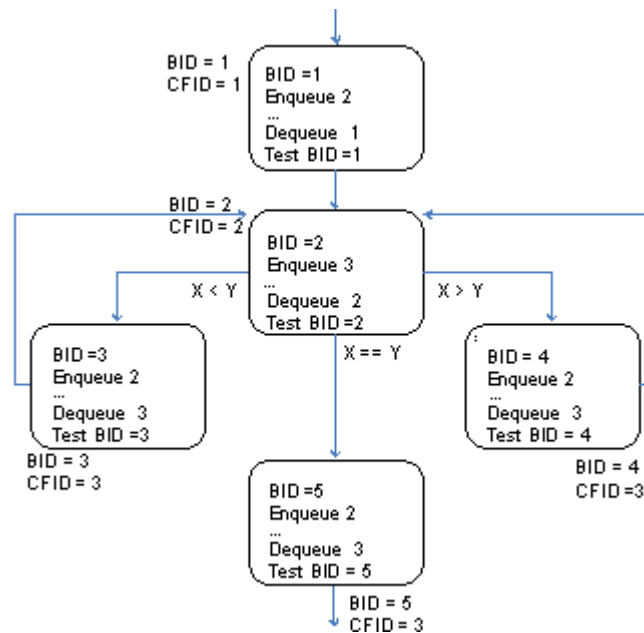 BID = 1
CFID = 1
BID =1
Enqueue 2
...
Dequeue 1
Test BID =1
BID = 2
CFID = 2
BID =2
Enqueue 3
...
Dequeue 2
Test BID =2
X < Y
X > Y
X == Y
BID =3
Enqueue 2
...
Dequeue 3
Test BID =3
BID = 3
CFID = 3
:
BID = 4
Enqueue 2
...
Dequeue 3
Test BID = 4
BID = 4
CFID =3
BID =5
Enqueue 2
...
Dequeue 3
Test BID = 5
BID = 5
CFID = 3